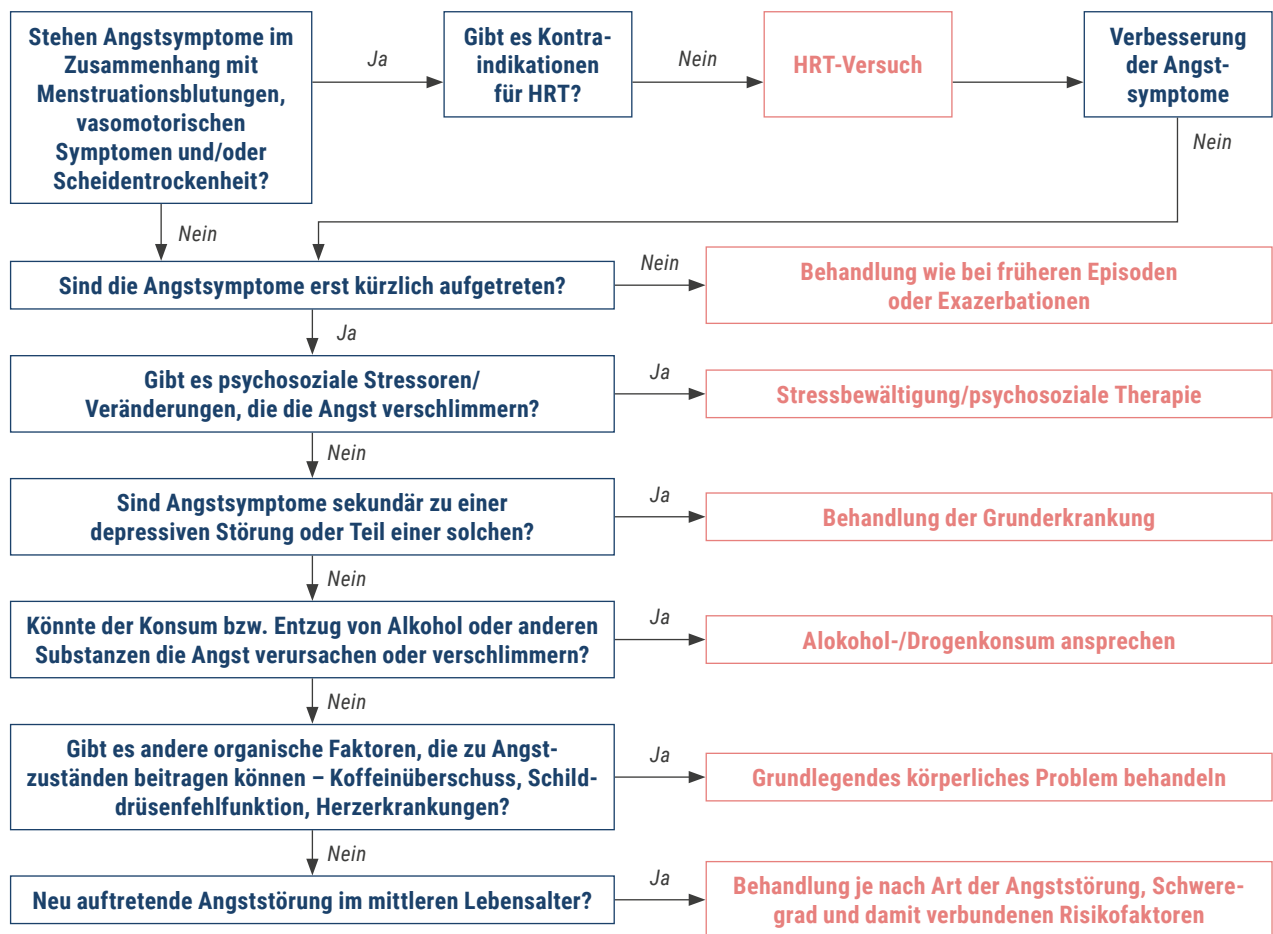 Stehen Angstsymptome im
Zusammenhang mit
Menstruationsblutungen,
vasomotorischen
Symptomen und/oder
Scheidentrockenheit?
Ja
Gibt es Kontra-
indikationen
für HRT?
Nein
HRT-Versuch
Verbesserung
der Angst-
symptome
Nein
Nein
Sind die Angstsymptome erst kürzlich aufgetreten?
Nein
Behandlung wie bei früheren Episoden
oder Exazerbationen
Ja
Gibt es psychosoziale Stressoren/
Veränderungen, die die Angst verschlimmern?
Ja
Stressbewältigung/psychosoziale Therapie
Nein
Sind Angstsymptome sekundär zu einer
depressiven Störung oder Teil einer solchen?
Ja
Behandlung der Grunderkrankung
Nein
Könnte der Konsum bzw. Entzug von Alkohol oder anderen
Substanzen die Angst verursachen oder verschlimmern?
Ja
Alokohol-/Drogenkonsum ansprechen
Nein
Gibt es andere organische Faktoren, die zu Angst-
zuständen beitragen können – Koffeinüberschuss, Schild-
drüsenfehlfunktion, Herzerkrankungen?
Ja
Grundlegendes körperliches Problem behandeln
Nein
Neu auftretende Angststörung im mittleren Lebensalter?
Ja
Behandlung je nach Art der Angststörung, Schwere-
grad und damit verbundenen Risikofaktoren